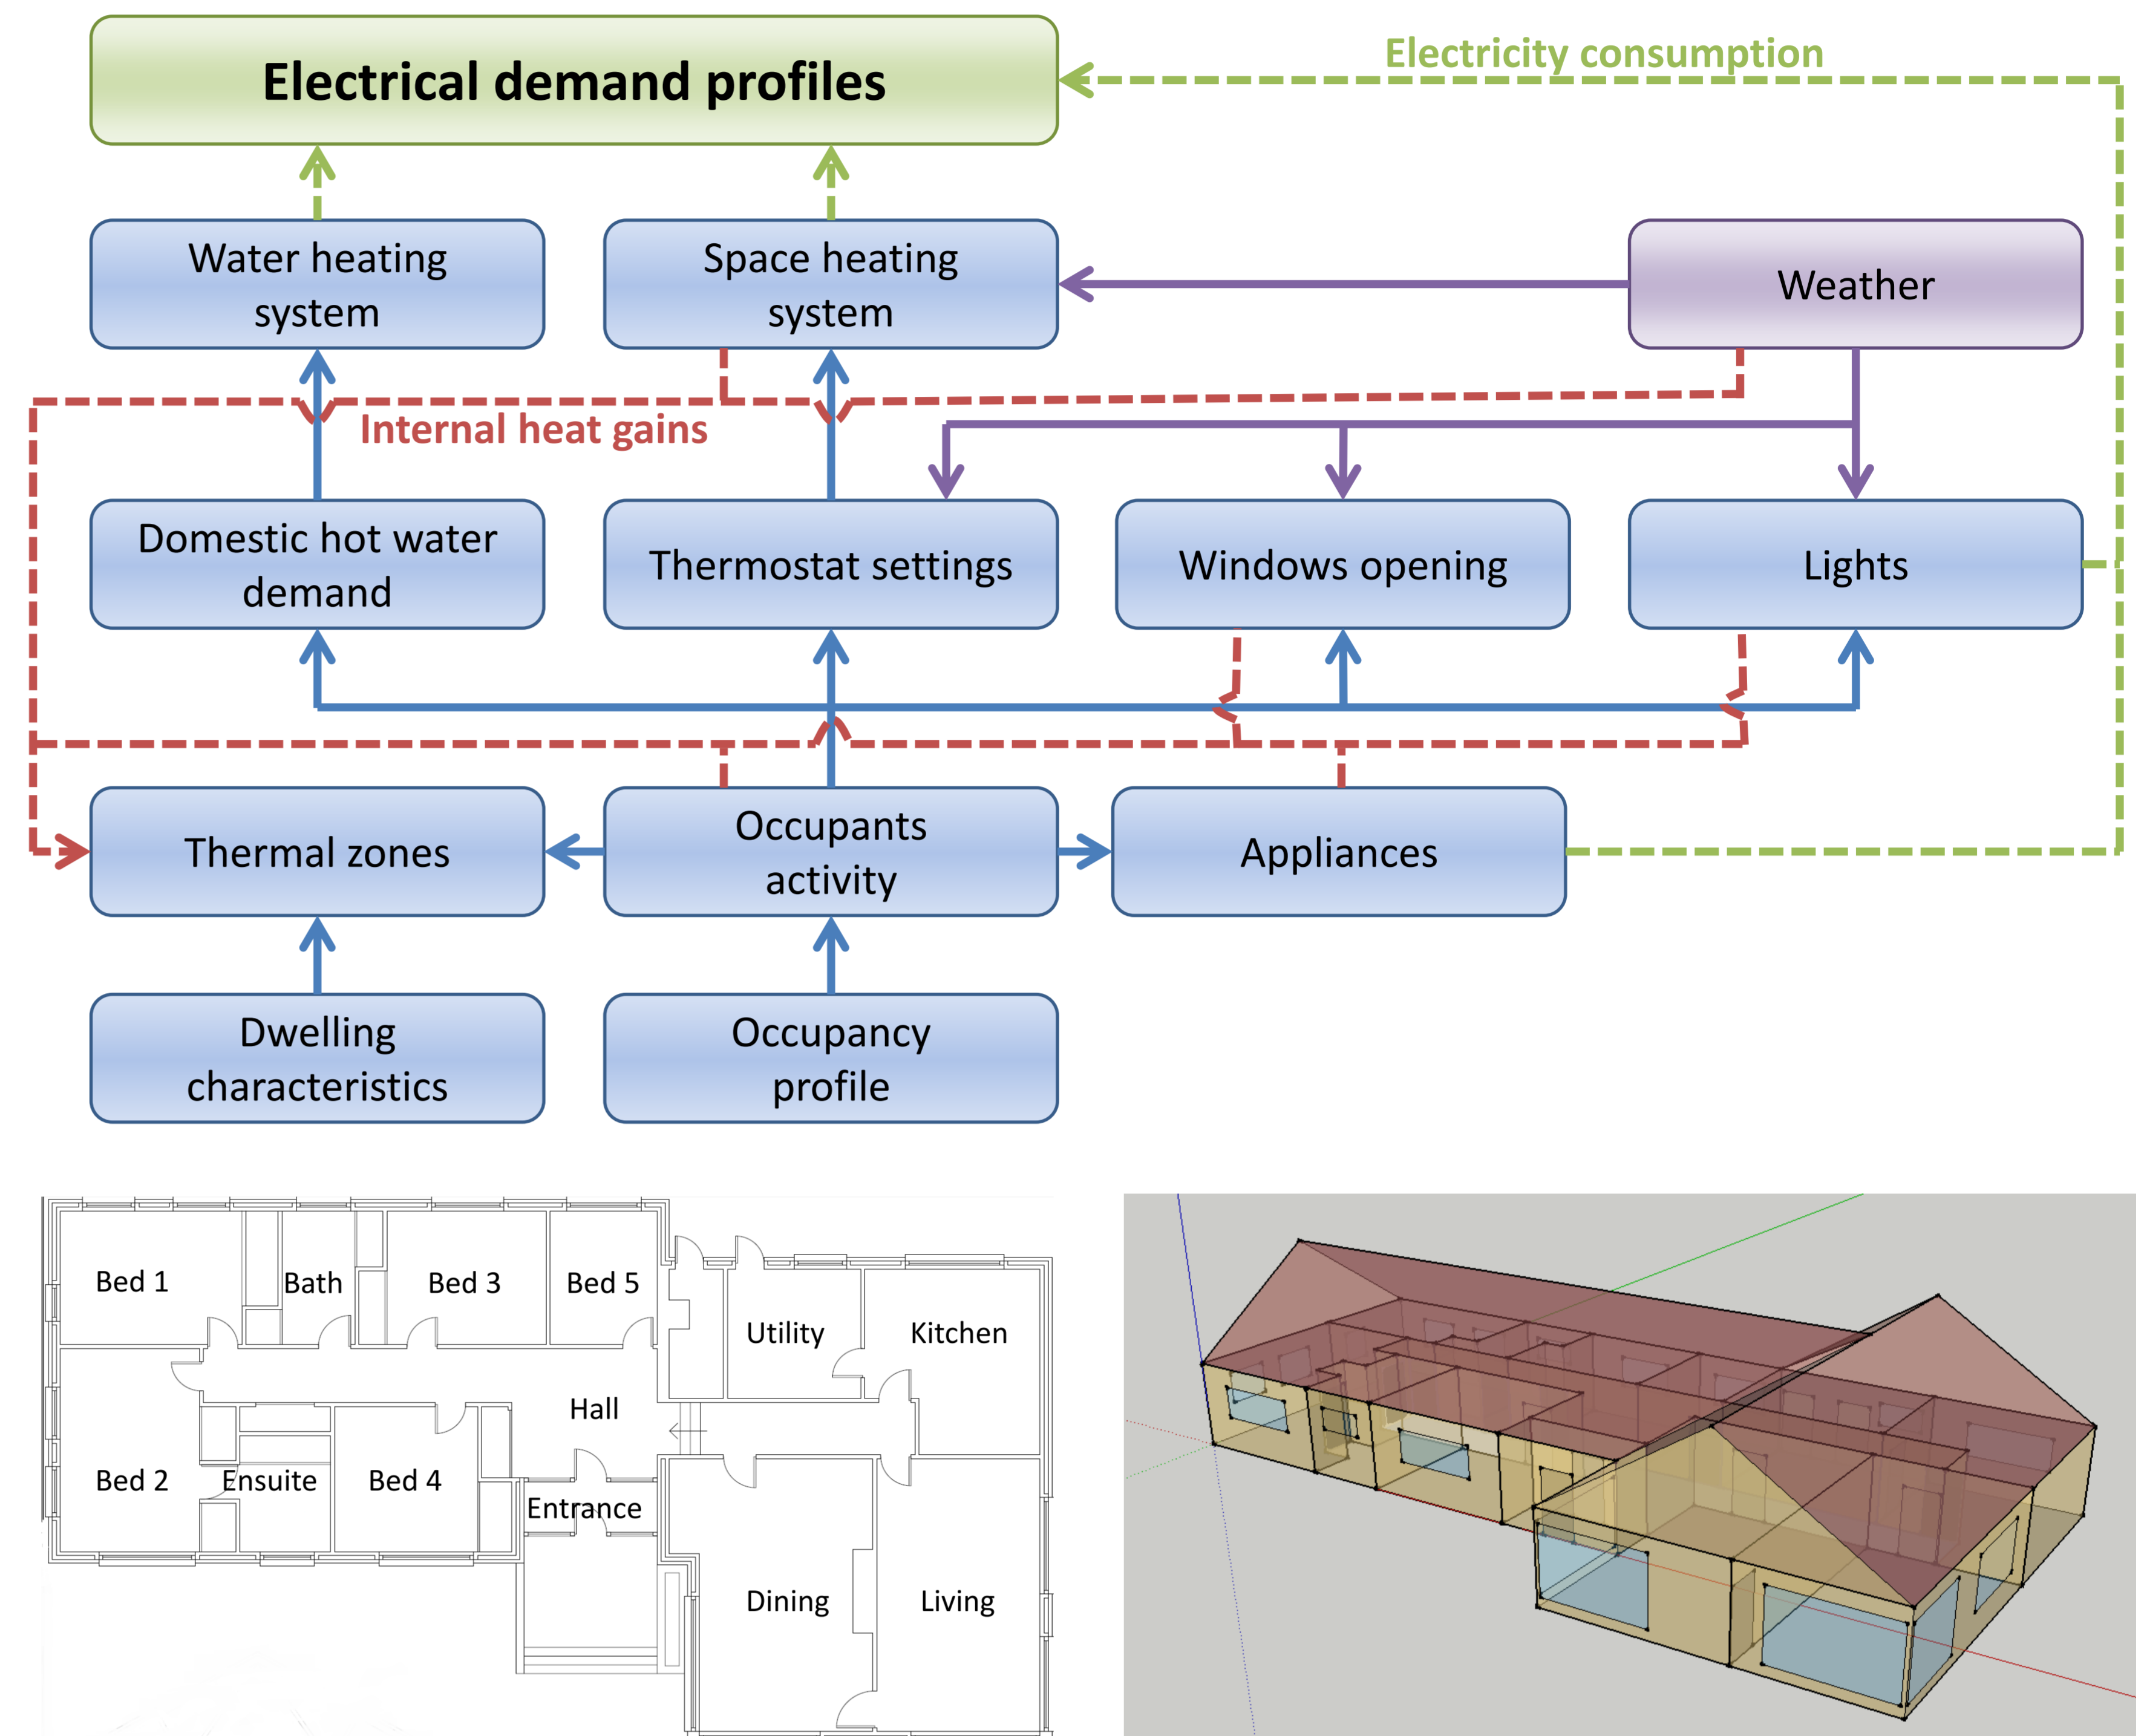 Electrical demand profiles
Electricity consumption
Water heating
system
Space heating
system
Weather
Internal heat gains
Domestic hot water
demand
Thermostat settings
Windows opening
Lights
Thermal zones
Occupants
activity
Appliances
Dwelling
characteristics
Occupancy
profile
Bed 1
Bath
Bed 3
Bed 5
Utility
Kitchen
Hall
Bed 2
Ensuite
Bed 4
Entrance
Dining
Living